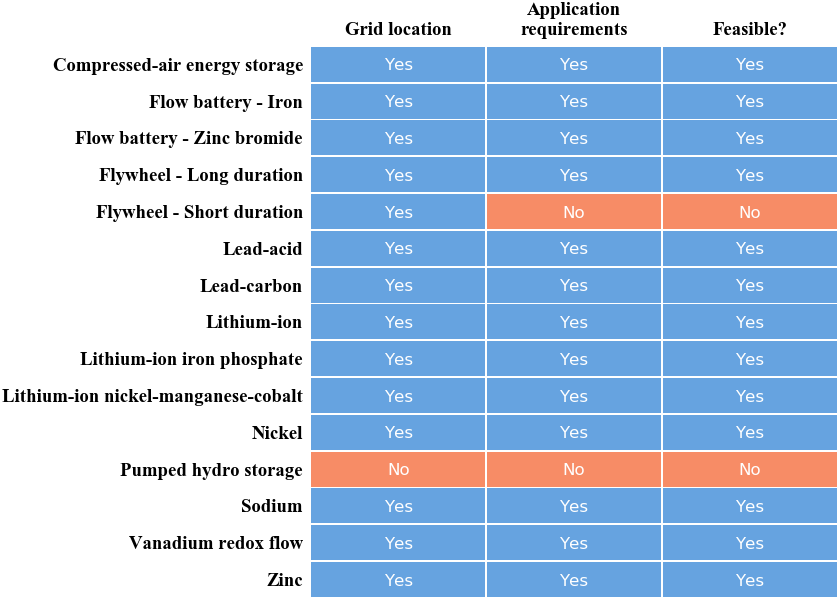 Application
Grid location requirements Feasible?
Compressed-air energy storage Yes Yes Yes
Flow battery - Iron Yes Yes Yes
Flow battery - Zinc bromide Yes Yes Yes
Flywheel - Long duration Yes Yes Yes
Flywheel - Short duration Yes No No
Lead-acid Yes Yes Yes
Lead-carbon Yes Yes Yes
Lithium-ion Yes Yes Yes
Lithium-ion iron phosphate Yes Yes Yes
Lithium-ion nickel-manganese-cobalt Yes Yes Yes
Nickel Yes Yes Yes
Pumped hydro storage No No No
Sodium Yes Yes Yes
Vanadium redox flow Yes Yes Yes
Zinc Yes Yes Yes